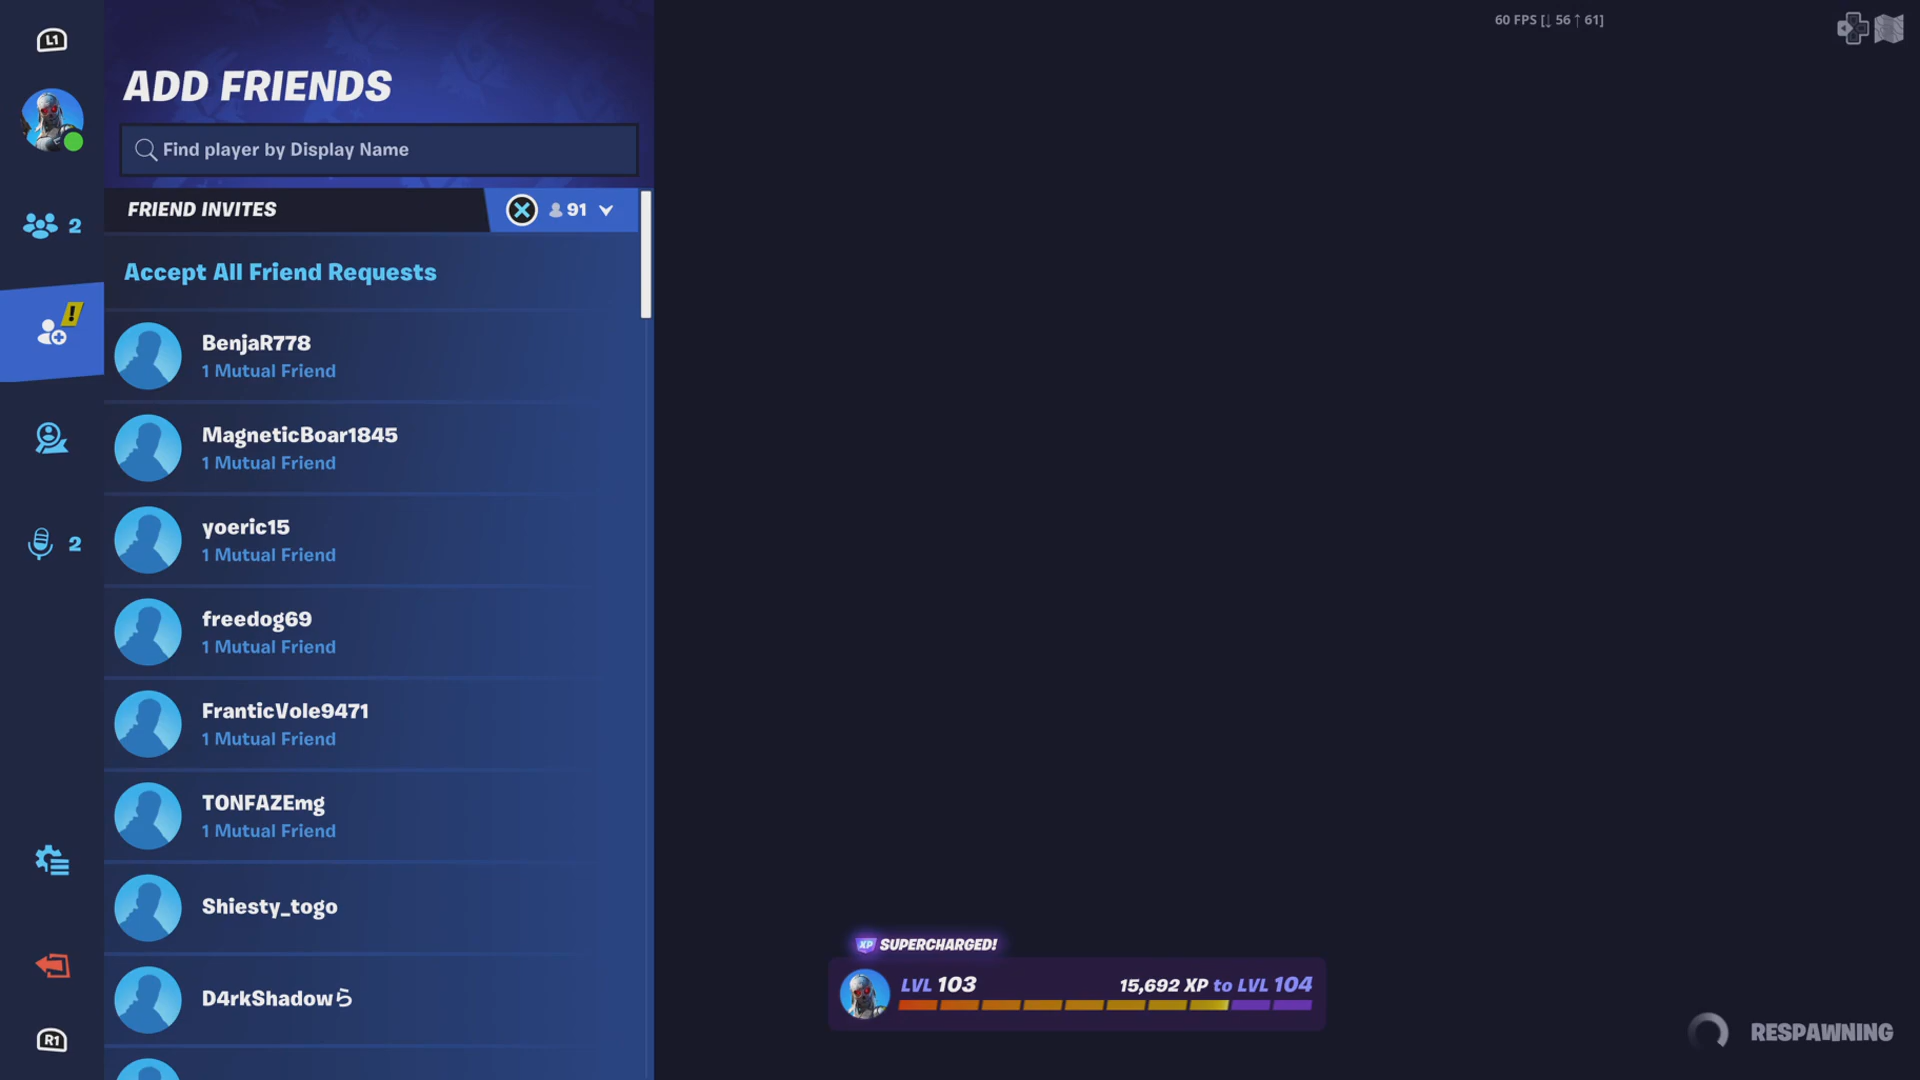 L1
60 FPS [↓ 56 ↑ 61]
ADD FRIENDS
Find player by Display Name
FRIEND INVITES
91
2
Accept All Friend Requests
!
BenjaR778
1 Mutual Friend
MagneticBoar1845
1 Mutual Friend
yoeric15
1 Mutual Friend
2
freedog69
1 Mutual Friend
FranticVole9471
1 Mutual Friend
TONFAZEmg
1 Mutual Friend
Shiesty_togo
D4rkShadowら
R1
XP SUPERCHARGED!
LVL 103
15,692 XP to LVL 104
RESPAWNING